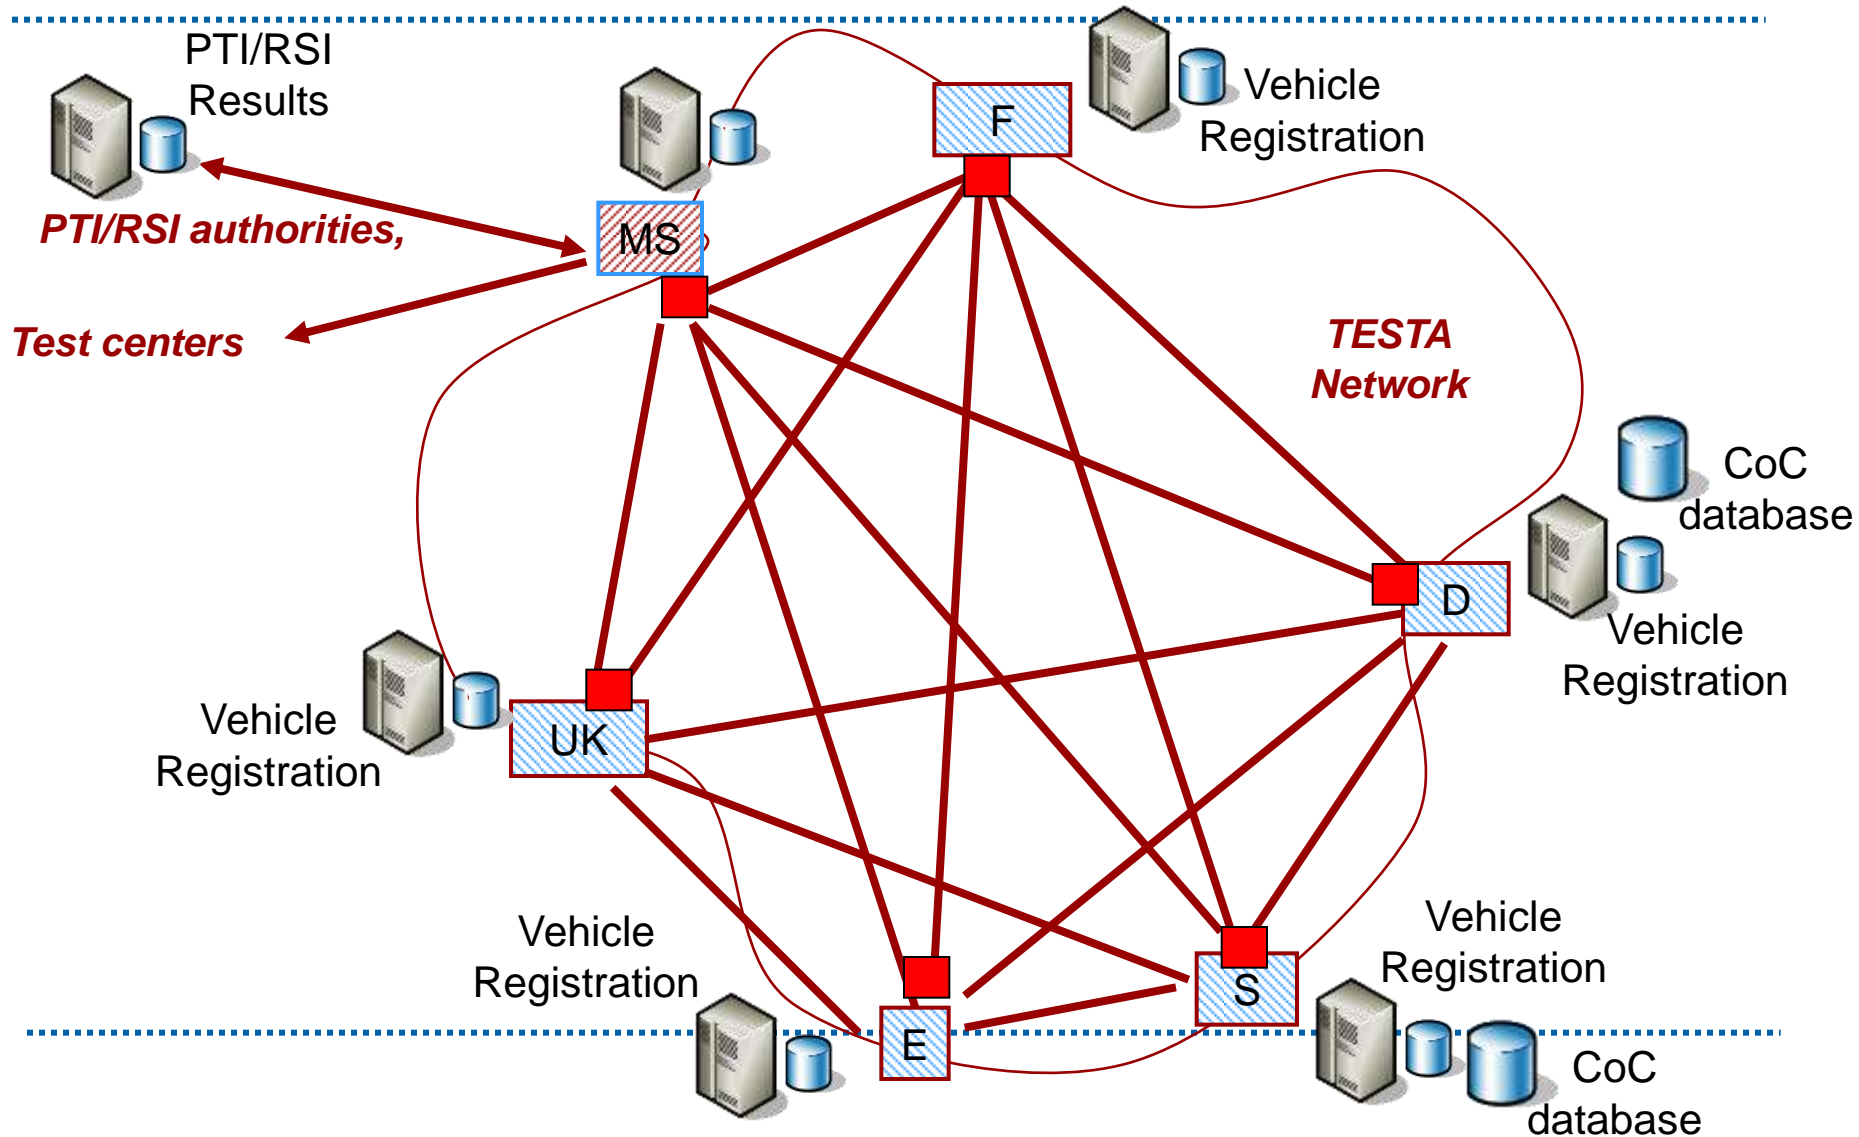 PTI/RSI
Results
Vehicle
Registration
F
PTI/RSI authorities,
MS
Test centers
TESTA
Network
CoC
database
D
Vehicle
Registration
Vehicle
Registration
UK
Vehicle
Registration
Vehicle
Registration
S
E
CoC
database